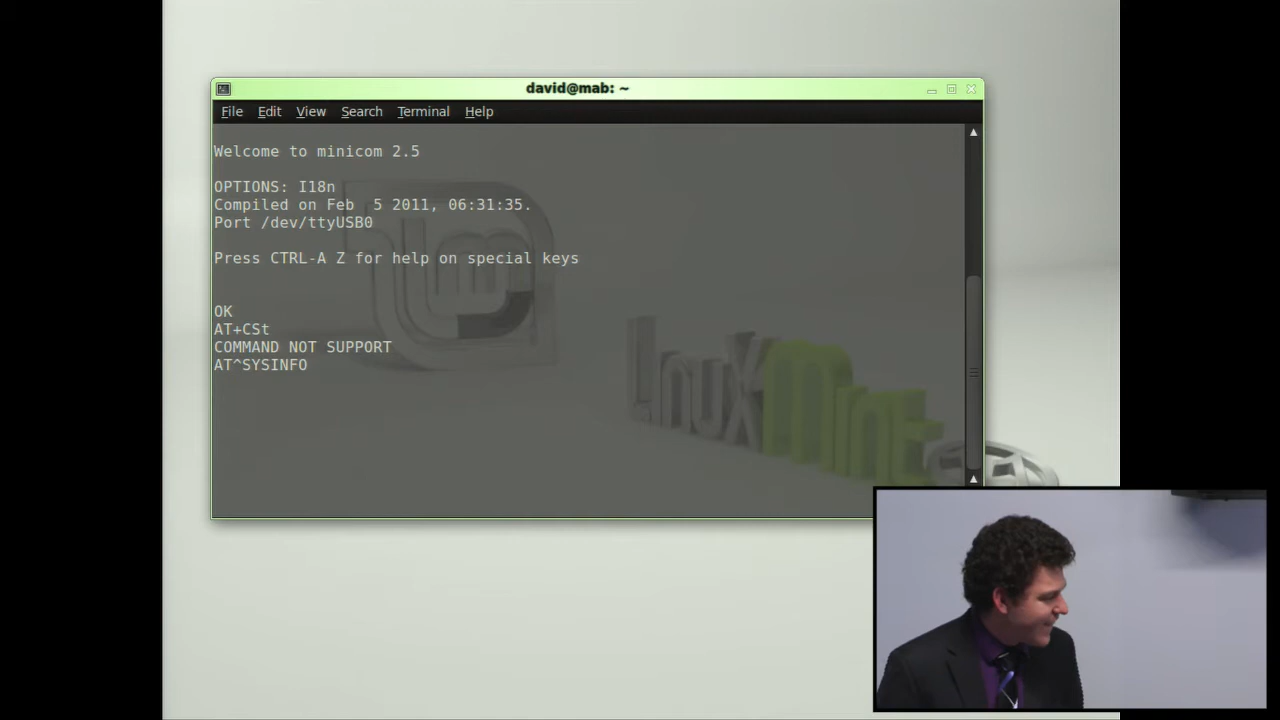 david@mab: ~
File Edit View Search Terminal Help
Welcome to minicom 2.5
OPTIONS: I18n
Compiled on Feb  5 2011, 06:31:35.
Port /dev/ttyUSB0
Press CTRL-A Z for help on special keys
OK
AT+CSt
COMMAND NOT SUPPORT
AT^SYSINFO
LinuxMint